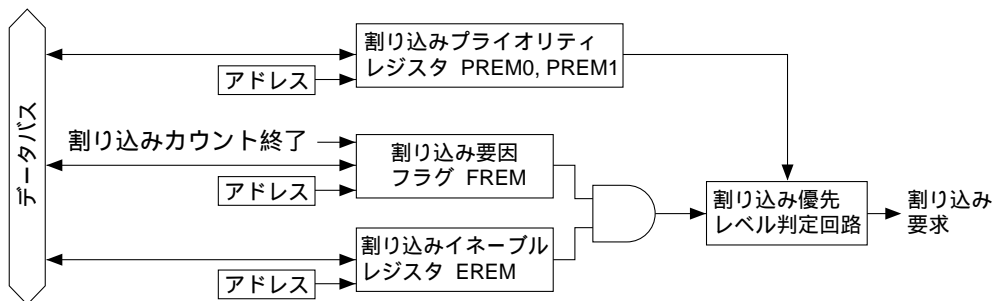 データバス
割り込みプライオリティ
レジスタ PREM0, PREM1
アドレス
割り込みカウント終了
割り込み要因
フラグ FREM
アドレス
割り込みイネーブル
レジスタ EREM
アドレス
割り込み優先
レベル判定回路
割り込み
要求